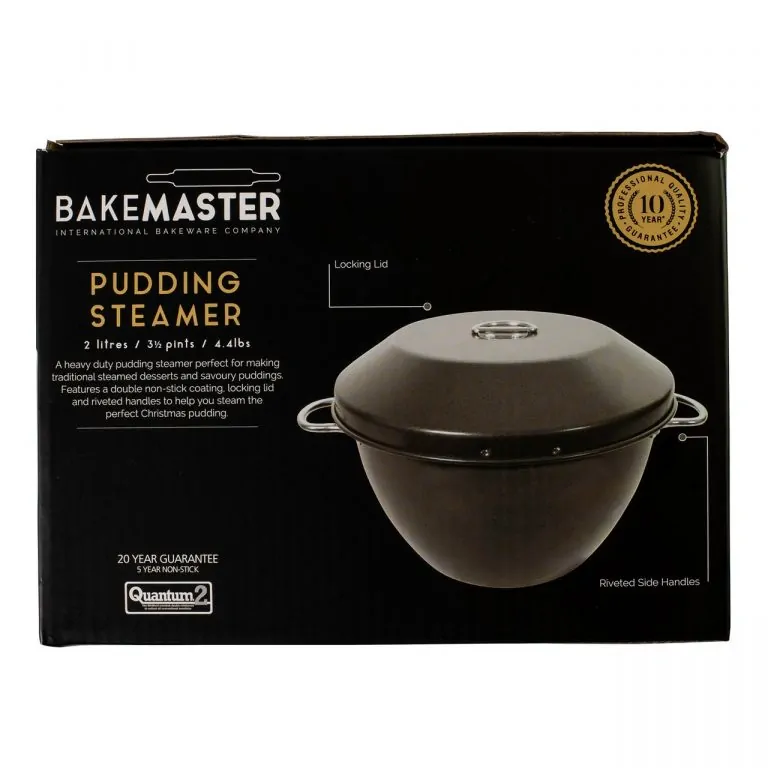 BAKEMASTER®
INTERNATIONAL BAKEWARE COMPANY
PUDDING
STEAMER
2 litres / 3½ pints / 4.4lbs
A heavy duty pudding steamer perfect for making
traditional steamed desserts and savoury puddings.
Features a double non-stick coating, locking lid
and riveted handles to help you steam the
perfect Christmas pudding.
20 YEAR GUARANTEE
5 YEAR NON-STICK
Quantum2
Locking Lid
PROFESSIONAL QUALITY
10
YEAR*
GUARANTEE
Riveted Side Handles